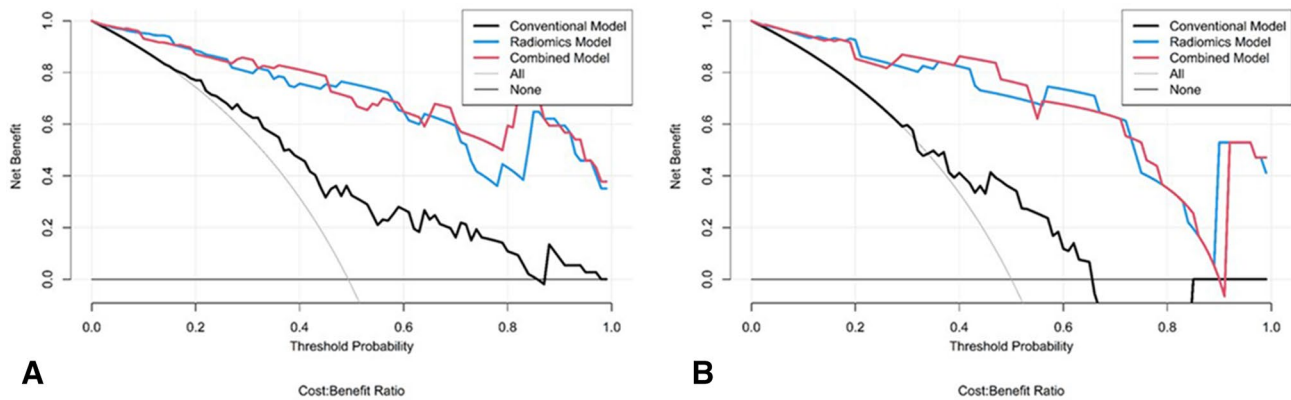 Conventional Model
Radiomics Model
Combined Model
All
None
Net Benefit
1.0
0.8
0.6
0.4
0.2
0.0
0.0 0.2 0.4 0.6 0.8 1.0
Threshold Probability
A
Cost:Benefit Ratio
Conventional Model
Radiomics Model
Combined Model
All
None
Net Benefit
1.0
0.8
0.6
0.4
0.2
0.0
0.0 0.2 0.4 0.6 0.8 1.0
Threshold Probability
B
Cost:Benefit Ratio